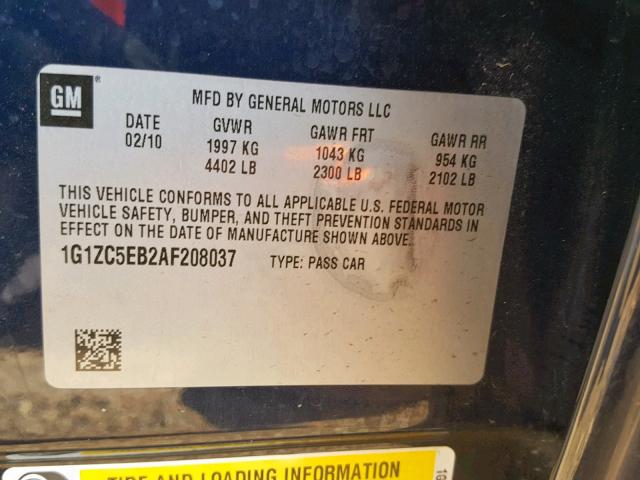 GM
MFD BY GENERAL MOTORS LLC
DATE GVWR GAWR FRT GAWR RR
02/10 1997 KG 1043 KG 954 KG
4402 LB 2300 LB 2102 LB
THIS VEHICLE CONFORMS TO ALL APPLICABLE U.S. FEDERAL MOTOR
VEHICLE SAFETY, BUMPER, AND THEFT PREVENTION STANDARDS IN
EFFECT ON THE DATE OF MANUFACTURE SHOWN ABOVE.
1G1ZC5EB2AF208037 TYPE: PASS CAR
TIRE AND LOADING INFORMATION